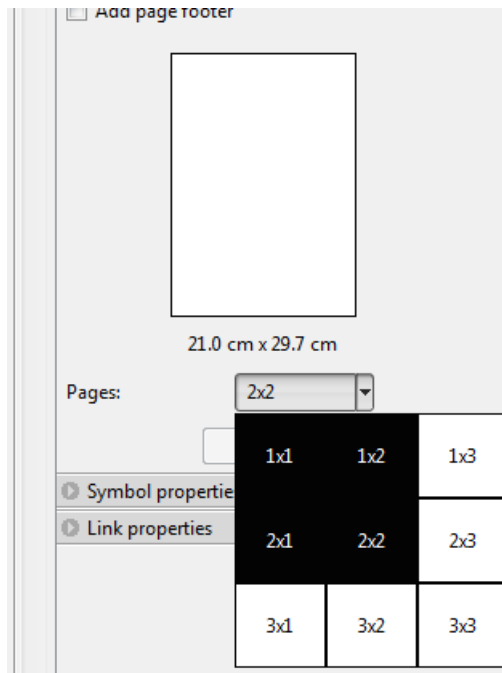 Add page footer
21.0 cm x 29.7 cm
Pages: 2x2
1x1 1x2 1x3
Symbol propertie
Link properties
2x1 2x2 2x3
3x1 3x2 3x3